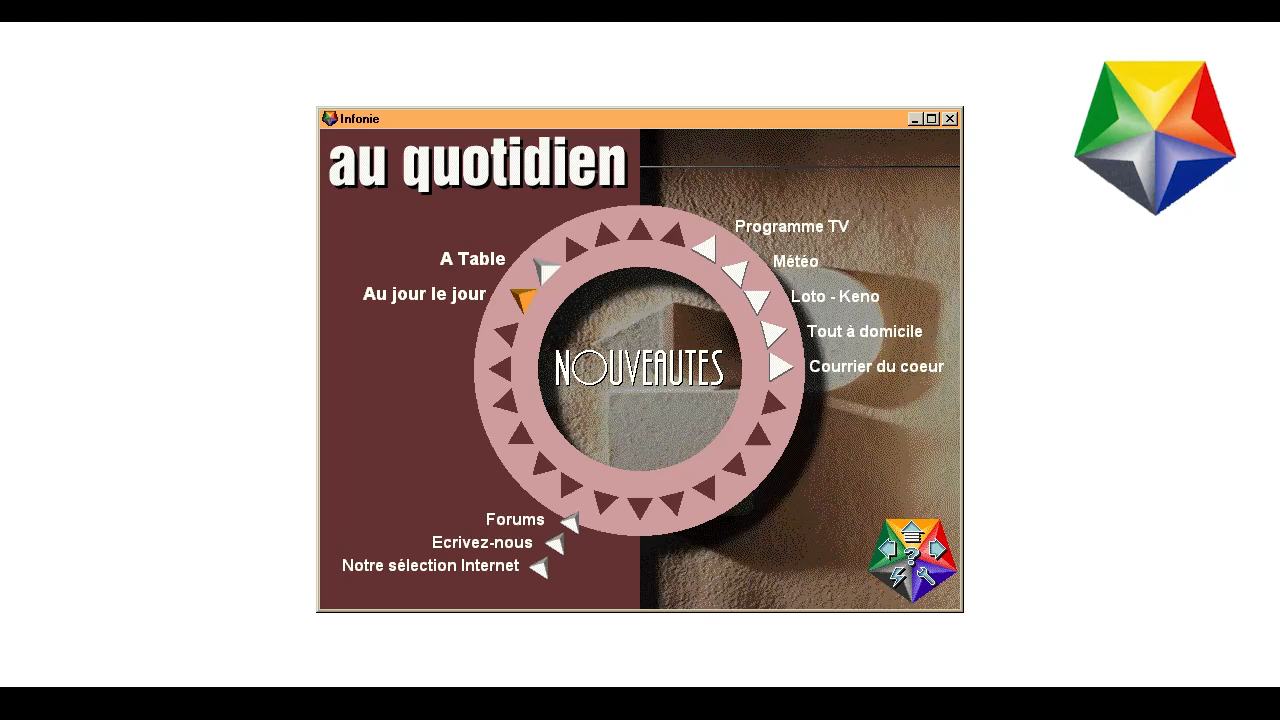 Infonie
au quotidien
Programme TV
A Table
Météo
Au jour le jour
Loto - Keno
Tout à domicile
NOUVEAUTES
Courrier du coeur
Forums
Ecrivez-nous
Notre sélection Internet
?